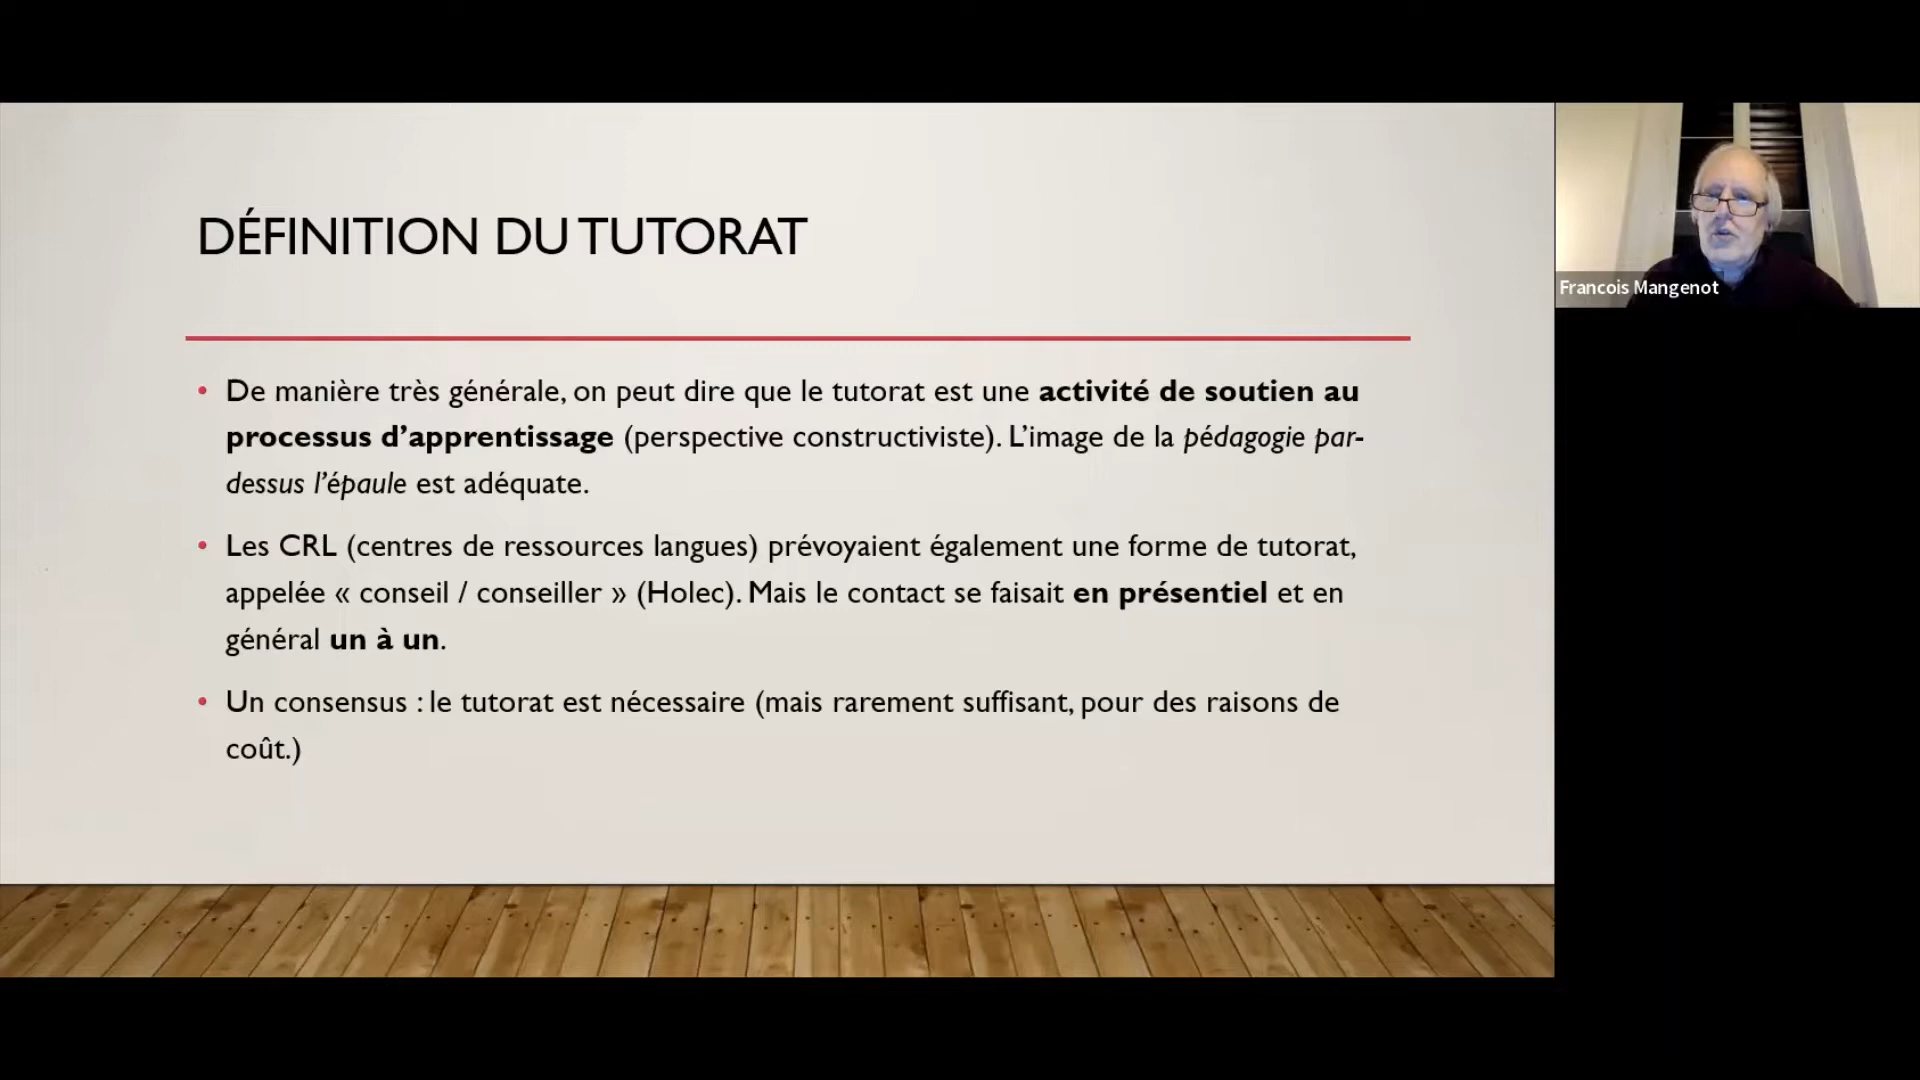 DÉFINITION DU TUTORAT
• De manière très générale, on peut dire que le tutorat est une activité de soutien au
processus d’apprentissage (perspective constructiviste). L’image de la pédagogie par-
dessus l’épaule est adéquate.
• Les CRL (centres de ressources langues) prévoyaient également une forme de tutorat,
appelée « conseil / conseiller » (Holec). Mais le contact se faisait en présentiel et en
général un à un.
• Un consensus : le tutorat est nécessaire (mais rarement suffisant, pour des raisons de
coût.)
Francois Mangenot